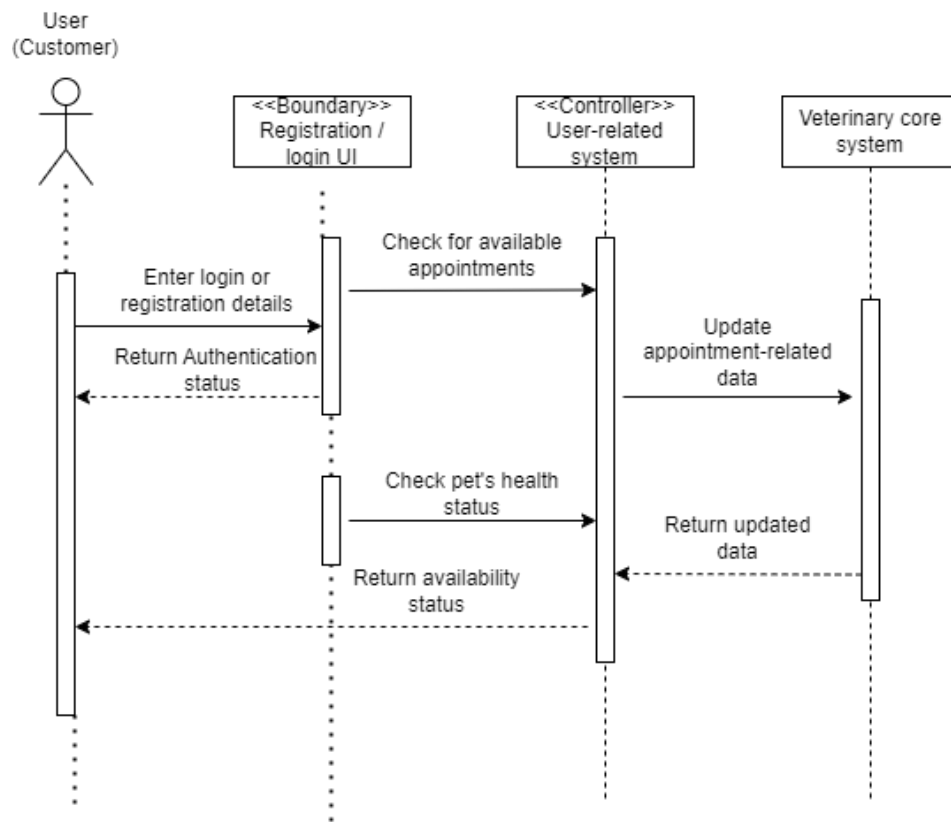 User
(Customer)
<<Boundary>>
Registration /
login UI
<<Controller>>
User-related
system
Veterinary core
system
Check for available
appointments
Enter login or
registration details
Update
appointment-related
data
Return Authentication
status
Check pet's health
status
Return updated
data
Return availability
status